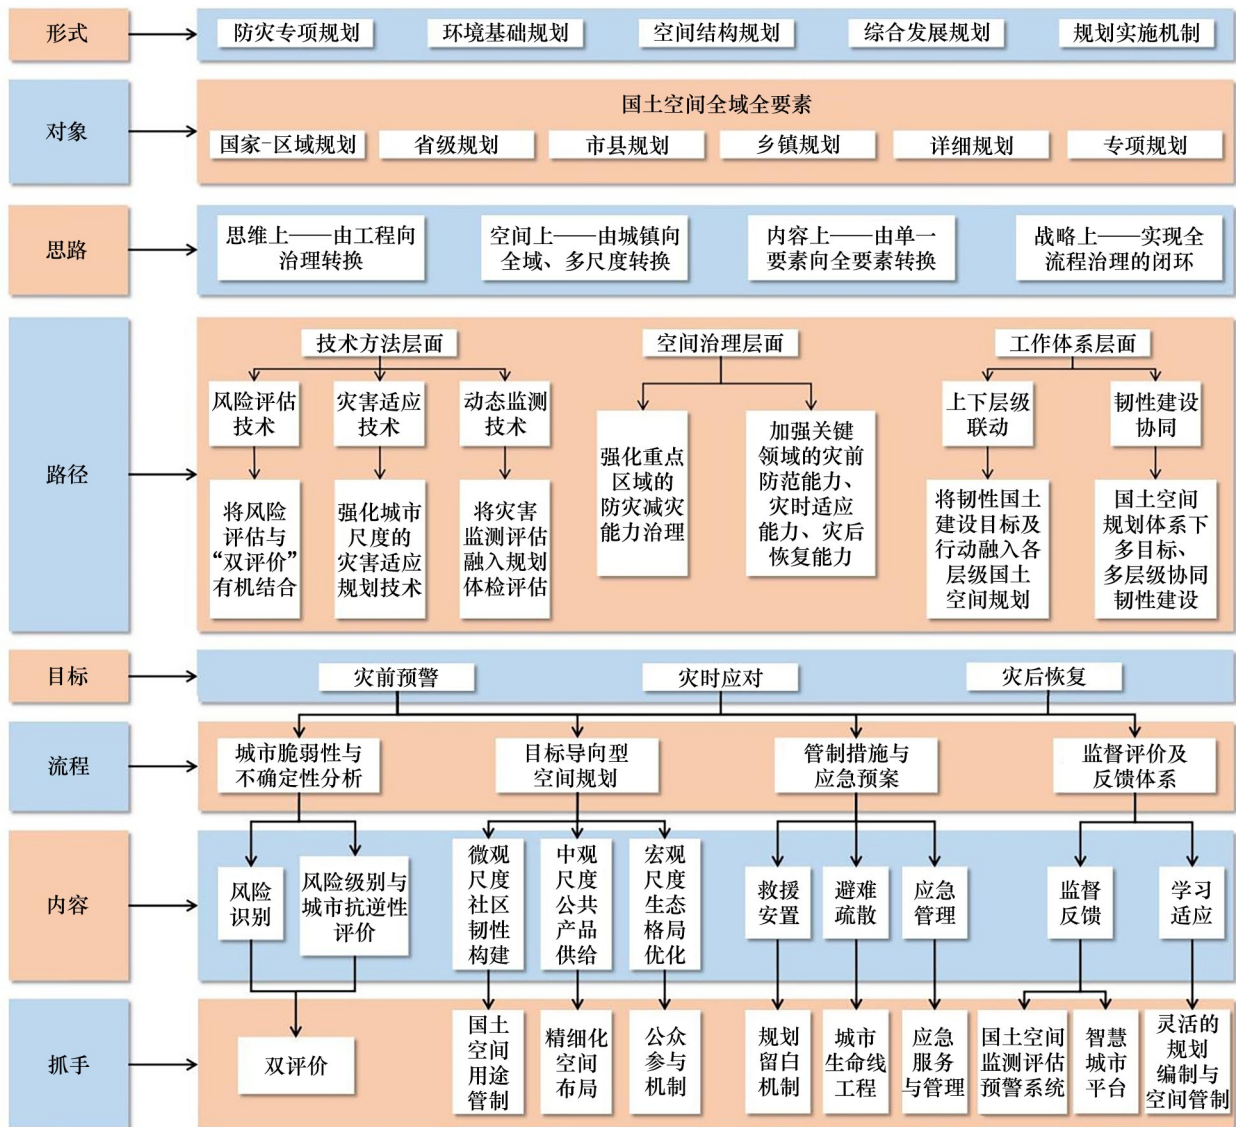 形式
防灾专项规划
环境基础规划
空间结构规划
综合发展规划
规划实施机制
对象
国土空间全域全要素
国家-区域规划
省级规划
市县规划
乡镇规划
详细规划
专项规划
思路
思维上——由工程向
治理转换
空间上——由城镇向
全域、多尺度转换
内容上——由单一
要素向全要素转换
战略上——实现全
流程治理的闭环
路径
技术方法层面
风险评估
技术
灾害适应
技术
动态监测
技术
将风险
评估与
“双评价”
有机结合
强化城市
尺度的
灾害适应
规划技术
将灾害
监测评估
融入规划
体检评估
空间治理层面
强化重点
区域的
防灾减灾
能力治理
加强关键
领域的灾前
防范能力、
灾时适应
能力、灾后
恢复能力
工作体系层面
上下层级
联动
韧性建设
协同
将韧性国土
建设目标及
行动融入各
层级国土
空间规划
国土空间
规划体系下
多目标、
多层级协同
韧性建设
目标
灾前预警
灾时应对
灾后恢复
流程
城市脆弱性与
不确定性分析
目标导向型
空间规划
管制措施与
应急预案
监督评价及
反馈体系
内容
风险
识别
风险级别与
城市抗逆性
评价
微观
尺度
社区
韧性
构建
中观
尺度
公共
产品
供给
宏观
尺度
生态
格局
优化
救援
安置
避难
疏散
应急
管理
监督
反馈
学习
适应
抓手
双评价
国土
空间
用途
管制
精细化
空间
布局
公众
参与
机制
规划
留白
机制
城市
生命线
工程
应急
服务
与管理
国土空间
监测评估
预警系统
智慧
城市
平台
灵活的
规划
编制与
空间管制